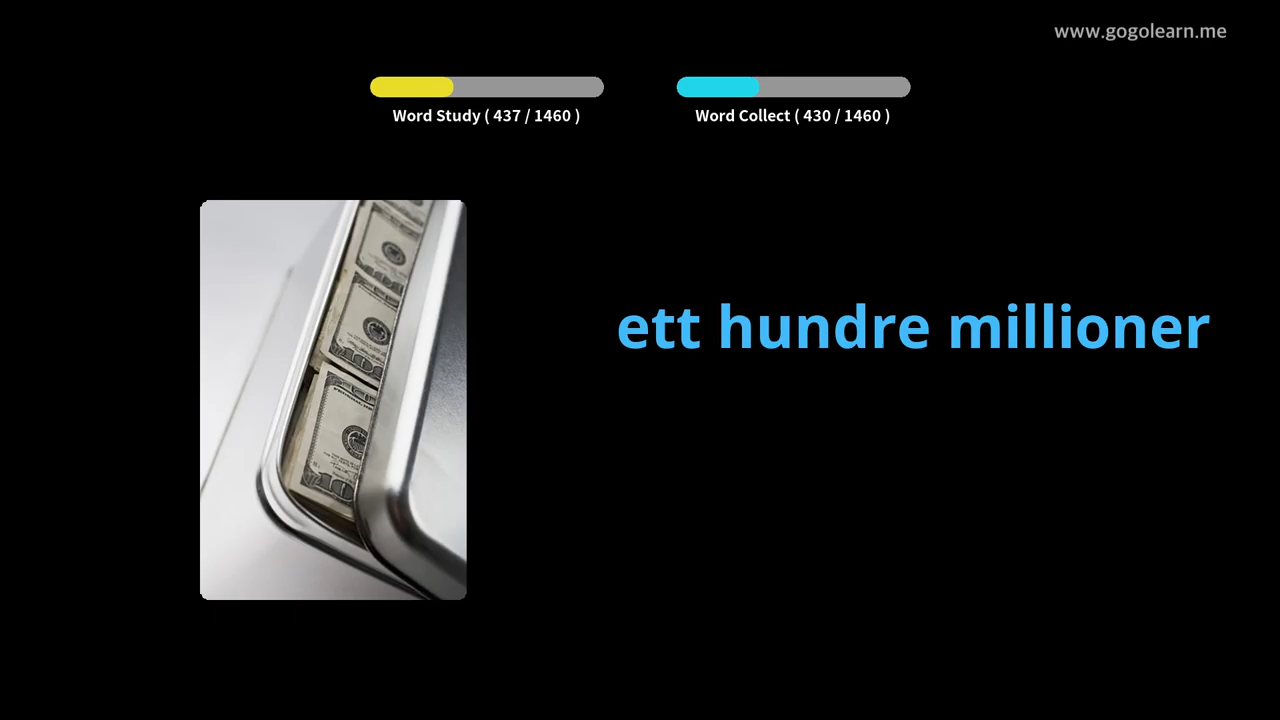 www.gogolearn.me
Word Study ( 437 / 1460 )
Word Collect ( 430 / 1460 )
ett hundre millioner